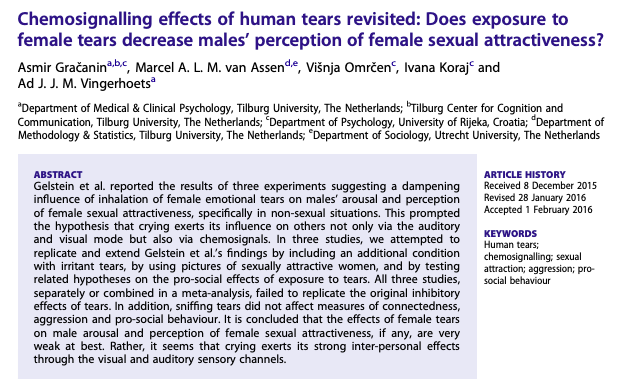 Chemosignalling effects of human tears revisited: Does exposure to
female tears decrease males’ perception of female sexual attractiveness?
Asmir Gračanina,b,c, Marcel A. L. M. van Assend,e, Višnja Omrčenc, Ivana Korajc and
Ad J. J. M. Vingerhoetsa
aDepartment of Medical & Clinical Psychology, Tilburg University, The Netherlands; bTilburg Center for Cognition and
Communication, Tilburg University, The Netherlands; cDepartment of Psychology, University of Rijeka, Croatia; dDepartment of
Methodology & Statistics, Tilburg University, The Netherlands; eDepartment of Sociology, Utrecht University, The Netherlands
ABSTRACT
Gelstein et al. reported the results of three experiments suggesting a dampening
influence of inhalation of female emotional tears on males’ arousal and perception
of female sexual attractiveness, specifically in non-sexual situations. This prompted
the hypothesis that crying exerts its influence on others not only via the auditory
and visual mode but also via chemosignals. In three studies, we attempted to
replicate and extend Gelstein et al.’s findings by including an additional condition
with irritant tears, by using pictures of sexually attractive women, and by testing
related hypotheses on the pro-social effects of exposure to tears. All three studies,
separately or combined in a meta-analysis, failed to replicate the original inhibitory
effects of tears. In addition, sniffing tears did not affect measures of connectedness,
aggression and pro-social behaviour. It is concluded that the effects of female tears
on male arousal and perception of female sexual attractiveness, if any, are very
weak at best. Rather, it seems that crying exerts its strong inter-personal effects
through the visual and auditory sensory channels.
ARTICLE HISTORY
Received 8 December 2015
Revised 28 January 2016
Accepted 1 February 2016
KEYWORDS
Human tears;
chemosignalling; sexual
attraction; aggression; pro-
social behaviour